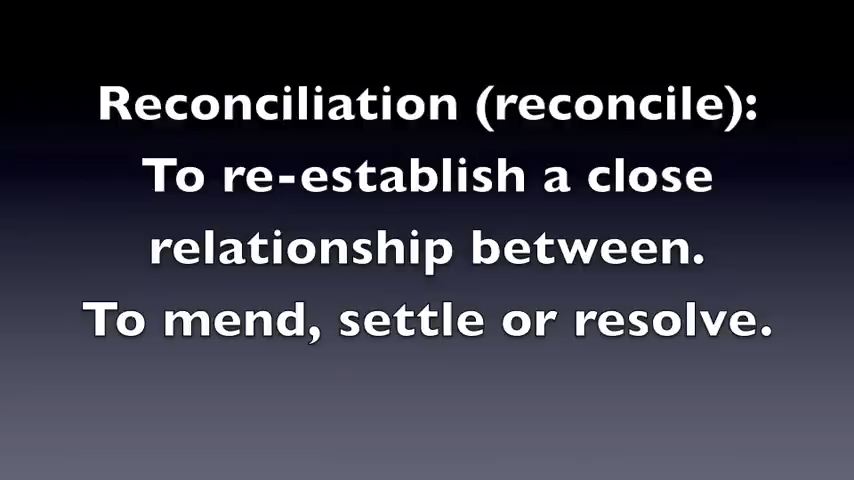 Reconciliation (reconcile):
To re-establish a close
relationship between.
To mend, settle or resolve.